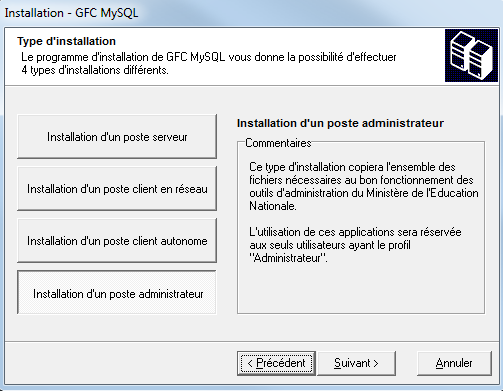 Installation - GFC MySQL
Type d'installation
Le programme d'installation de GFC MySQL vous donne la possibilité d'effectuer
4 types d'installations différents.
Installation d'un poste serveur
Installation d'un poste client en réseau
Installation d'un poste client autonome
Installation d'un poste administrateur
Installation d'un poste administrateur
Commentaires
Ce type d'installation copiera l'ensemble des
fichiers nécessaires au bon fonctionnement des
outils d'administration du Ministère de l'Education
Nationale.
L'utilisation de ces applications sera réservée
aux seuls utilisateurs ayant le profil
"Administrateur".
< Précédent
Suivant >
Annuler